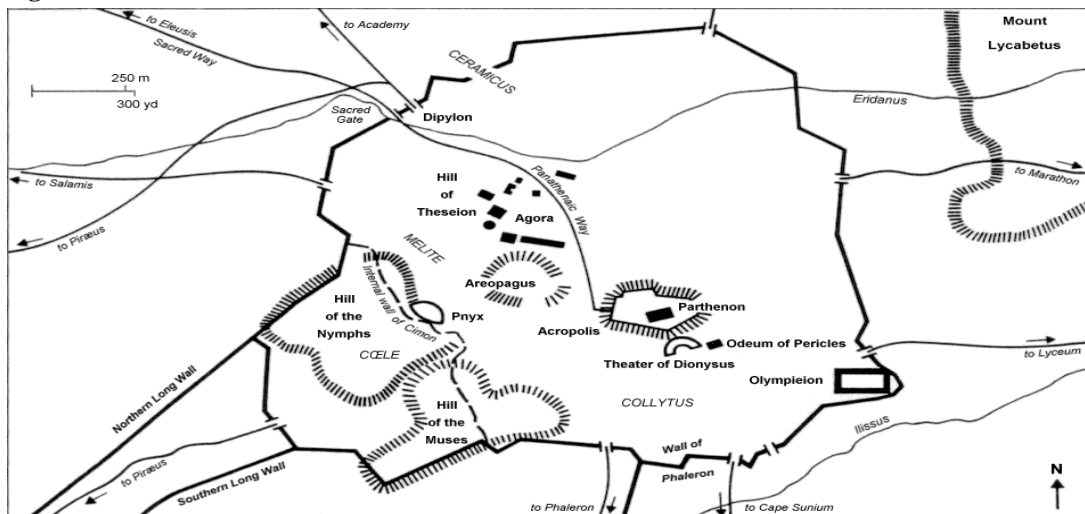 to Eleusis
Sacred Way
to Academy
CERAMICUS
Mount
Lycabetus
250 m
300 yd
Sacred
Gate
Dipylon
Eridanus
to Salamis
to Piræus
Hill
of
Theseion
Agora
Panathenaic Way
to Marathon
MELITE
Areopagus
Internal wall of Cimon
Hill
of the
Nymphs
Pnyx
CŒLE
Acropolis
Parthenon
Odeum of Pericles
Theater of Dionysus
to Lyceum
Olympieion
COLLYTUS
Hill
of the
Muses
Northern Long Wall
Southern Long Wall
to Piræus
Wall of
Phaleron
Ilissus
to Phaleron
to Cape Sunium
N